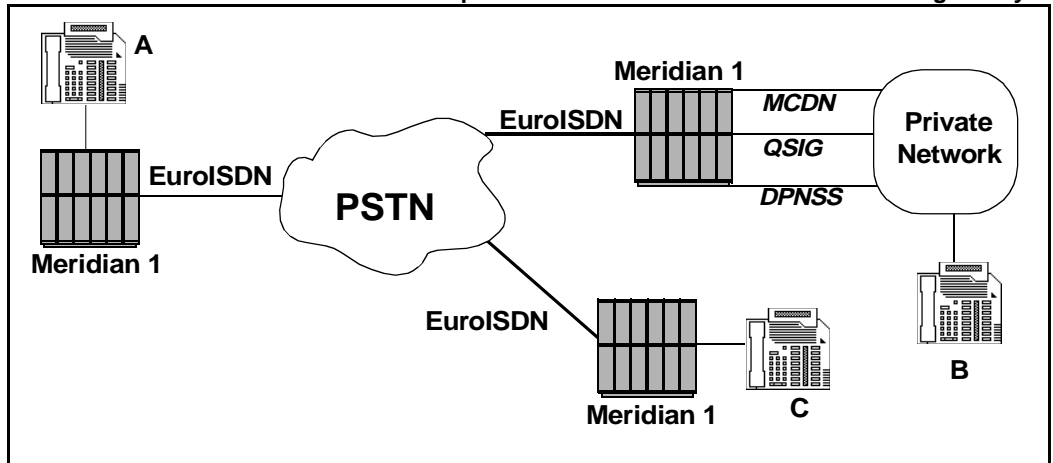 A
Meridian 1
MCDN
EuroISDN
Private
Network
QSIG
EuroISDN
PSTN
DPNSS
Meridian 1
EuroISDN
B
C
Meridian 1